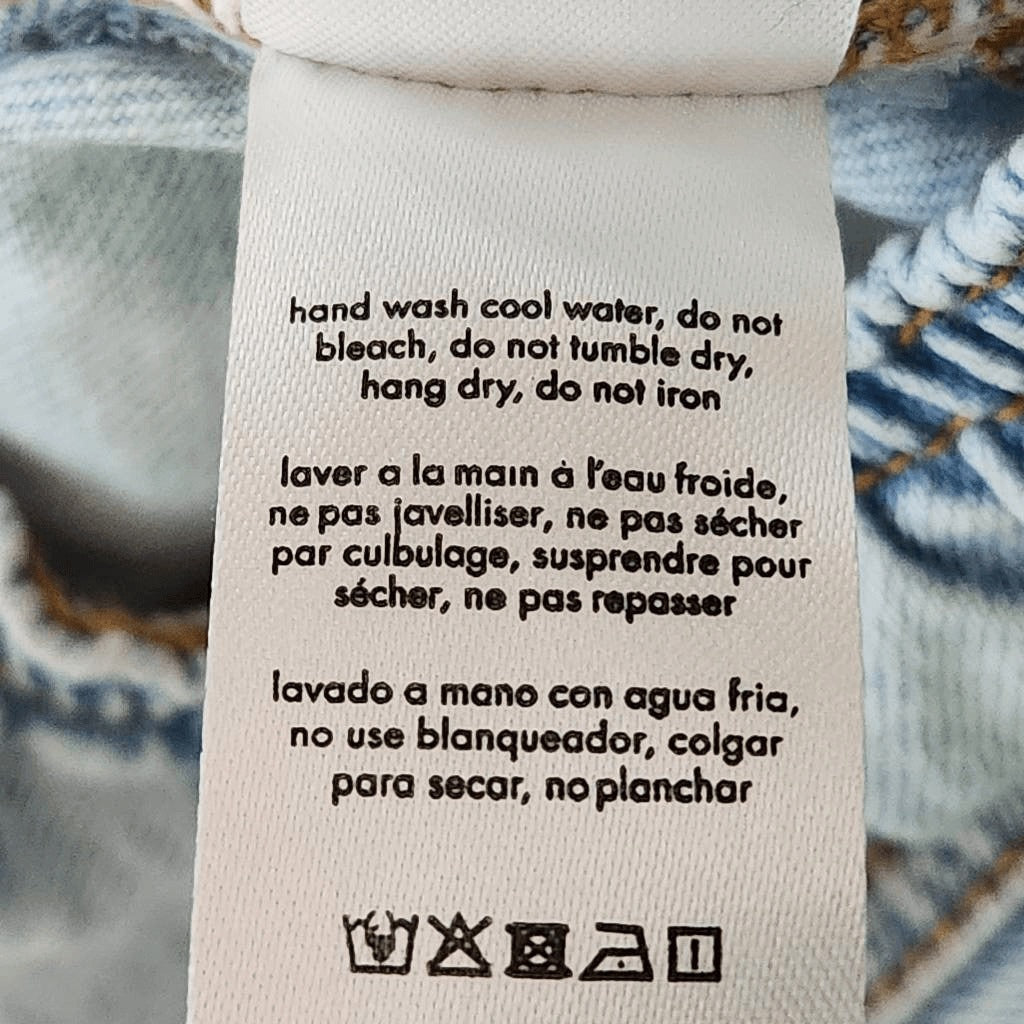 hand wash cool water, do not
bleach, do not tumble dry,
hang dry, do not iron
laver a la main à l'eau froide,
ne pas javelliser, ne pas sécher
par culbulage, susprendre pour
sécher, ne pas repasser
lavado a mano con agua fria,
no use blanqueador, colgar
para secar, no planchar